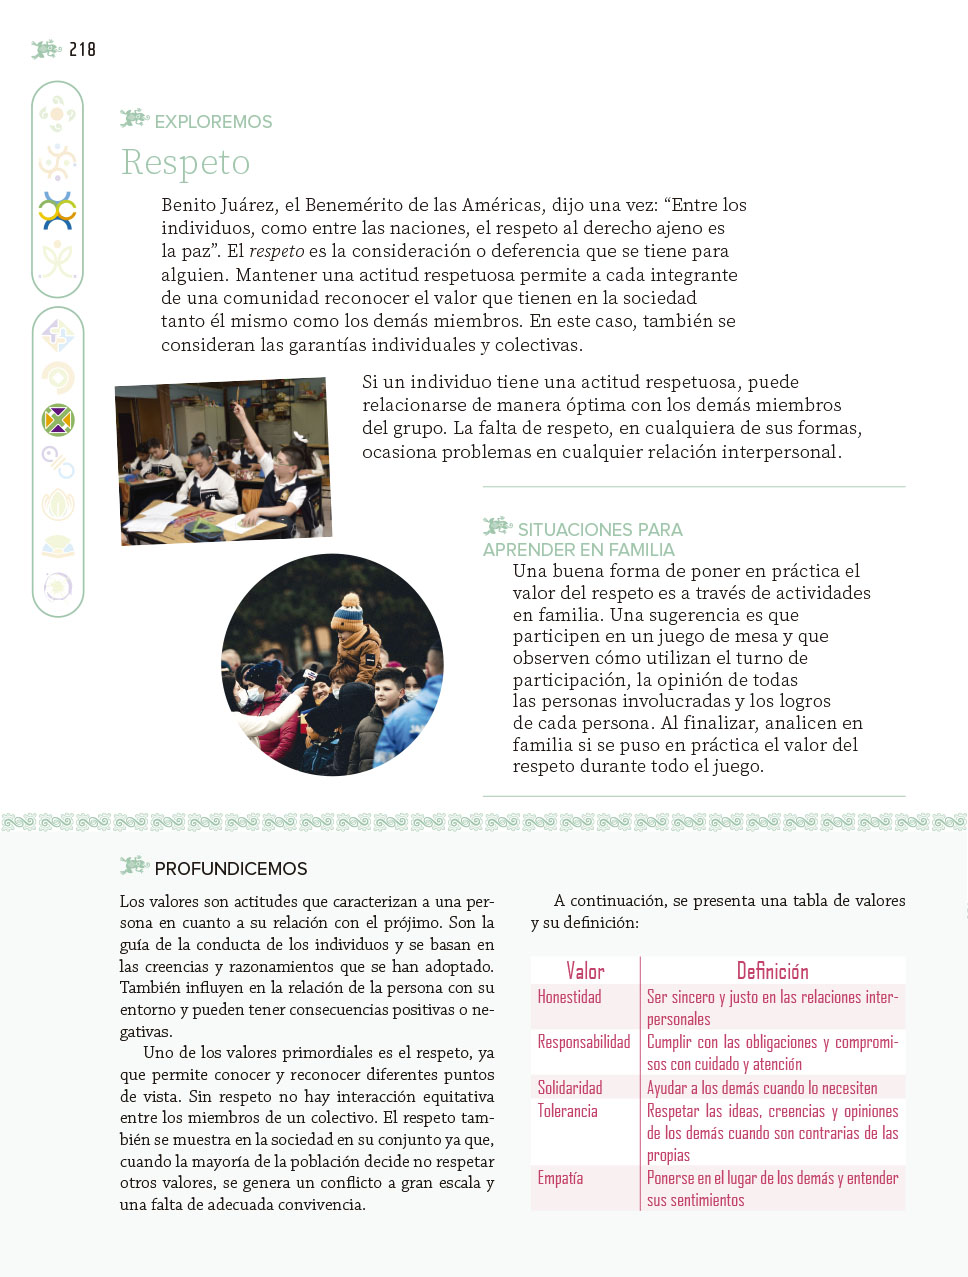 218
EXPLOREMOS
Respeto
Benito Juárez, el Benemérito de las Américas, dijo una vez: “Entre los
individuos, como entre las naciones, el respeto al derecho ajeno es
la paz”. El respeto es la consideración o deferencia que se tiene para
alguien. Mantener una actitud respetuosa permite a cada integrante
de una comunidad reconocer el valor que tienen en la sociedad
tanto él mismo como los demás miembros. En este caso, también se
consideran las garantías individuales y colectivas.
Si un individuo tiene una actitud respetuosa, puede
relacionarse de manera óptima con los demás miembros
del grupo. La falta de respeto, en cualquiera de sus formas,
ocasiona problemas en cualquier relación interpersonal.
SITUACIONES PARA
APRENDER EN FAMILIA
Una buena forma de poner en práctica el
valor del respeto es a través de actividades
en familia. Una sugerencia es que
participen en un juego de mesa y que
observen cómo utilizan el turno de
participación, la opinión de todas
las personas involucradas y los logros
de cada persona. Al finalizar, analicen en
familia si se puso en práctica el valor del
respeto durante todo el juego.
PROFUNDICEMOS
Los valores son actitudes que caracterizan a una per-
sona en cuanto a su relación con el prójimo. Son la
guía de la conducta de los individuos y se basan en
las creencias y razonamientos que se han adoptado.
También influyen en la relación de la persona con su
entorno y pueden tener consecuencias positivas o ne-
gativas.
Uno de los valores primordiales es el respeto, ya
que permite conocer y reconocer diferentes puntos
de vista. Sin respeto no hay interacción equitativa
entre los miembros de un colectivo. El respeto tam-
bién se muestra en la sociedad en su conjunto ya que,
cuando la mayoría de la población decide no respetar
otros valores, se genera un conflicto a gran escala y
una falta de adecuada convivencia.
A continuación, se presenta una tabla de valores
y su definición:
Valor Definición
Honestidad Ser sincero y justo en las relaciones inter-
personales
Responsabilidad Cumplir con las obligaciones y compromi-
sos con cuidado y atención
Solidaridad Ayudar a los demás cuando lo necesiten
Tolerancia Respetar las ideas, creencias y opiniones
de los demás cuando son contrarias de las
propias
Empatía Ponerse en el lugar de los demás y entender
sus sentimientos